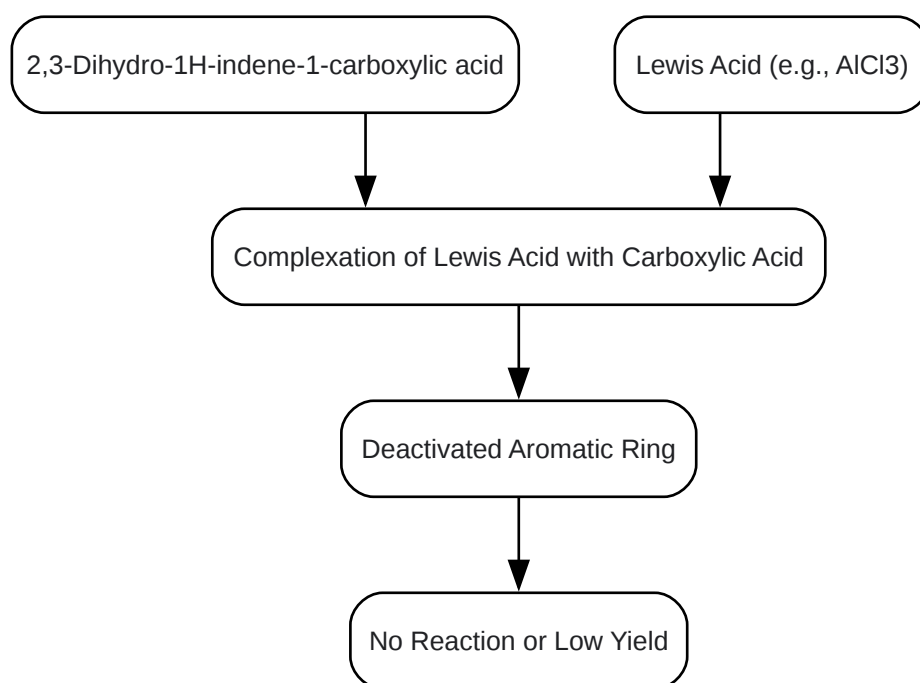 2,3-Dihydro-1H-indene-1-carboxylic acid
Lewis Acid (e.g., AlCl3)
Complexation of Lewis Acid with Carboxylic Acid
Deactivated Aromatic Ring
No Reaction or Low Yield